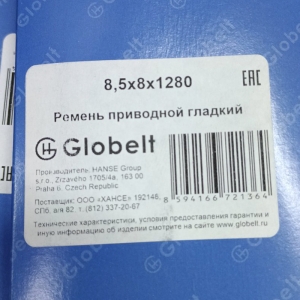 8,5x8x1280
EAC
Ремень приводной гладкий
Globelt
Производитель: HANSE Group
s.r.o., Zrzavého 1705/4a, 163 00
Praha 6, Czech Republic
Поставщик: ООО «ХАНСЕ» 192148,
СПб, а/я 82, т. (812) 337-20-67
8 594166 721364
Технические характеристики, условия предоставления гарантии и
иную информацию об изделии смотрите на сайте www.globelt.ru